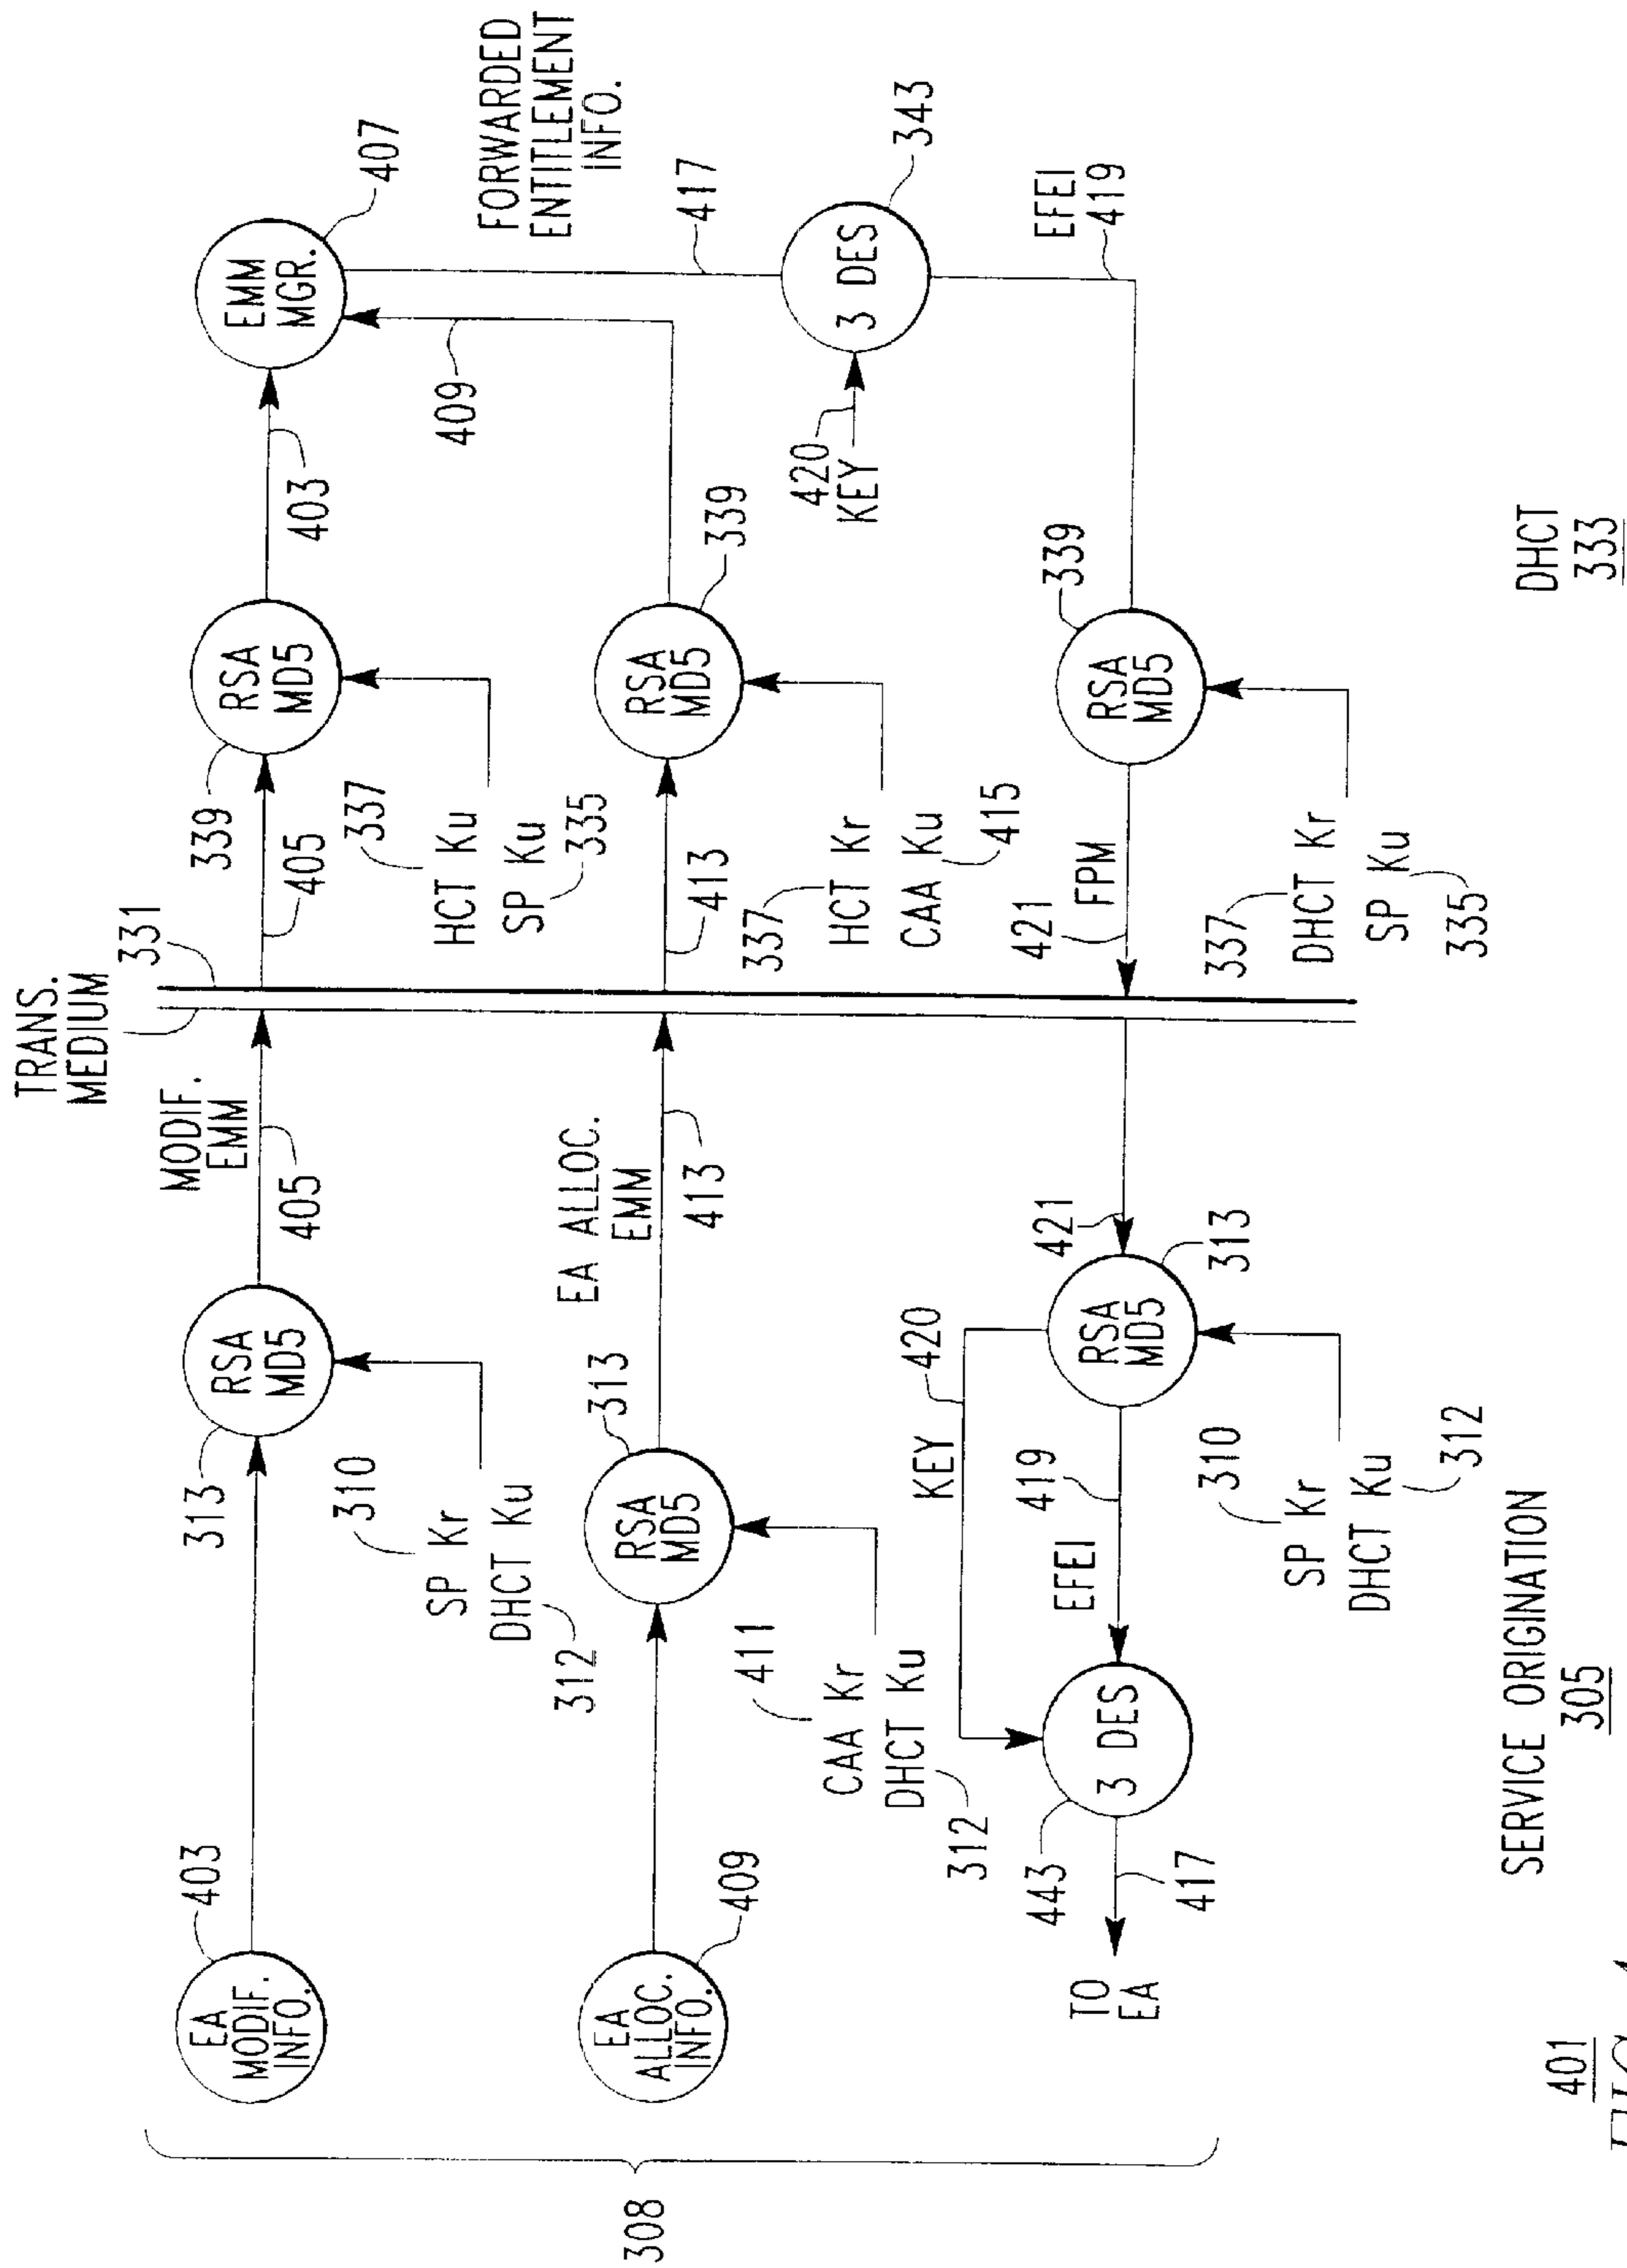 TRANS.
MEDIUM
331
MODIF.
EMM
EA
MODIF.
INFO.
403
313
RSA
MD5
405
405
339
RSA
MD5
403
EMM
MGR.
407
310
SP Kr
DHCT Ku
312
337
HCT Ku
SP Ku
335
409
FORWARDED
ENTITLEMENT
INFO.
417
EA
ALLOC.
INFO.
409
RSA
MD5
313
EA ALLOC.
EMM
413
413
RSA
MD5
339
411
CAA Kr
DHCT Ku
312
337
HCT Kr
CAA Ku
415
420
KEY
3 DES
343
EFEI
419
TO
EA
417
443
3 DES
KEY
420
EFEI
419
RSA
MD5
313
421
421
FPM
RSA
MD5
339
310
SP Kr
DHCT Ku
312
337
DHCT Kr
SP Ku
335
308
SERVICE ORIGINATION
305
DHCT
333
401